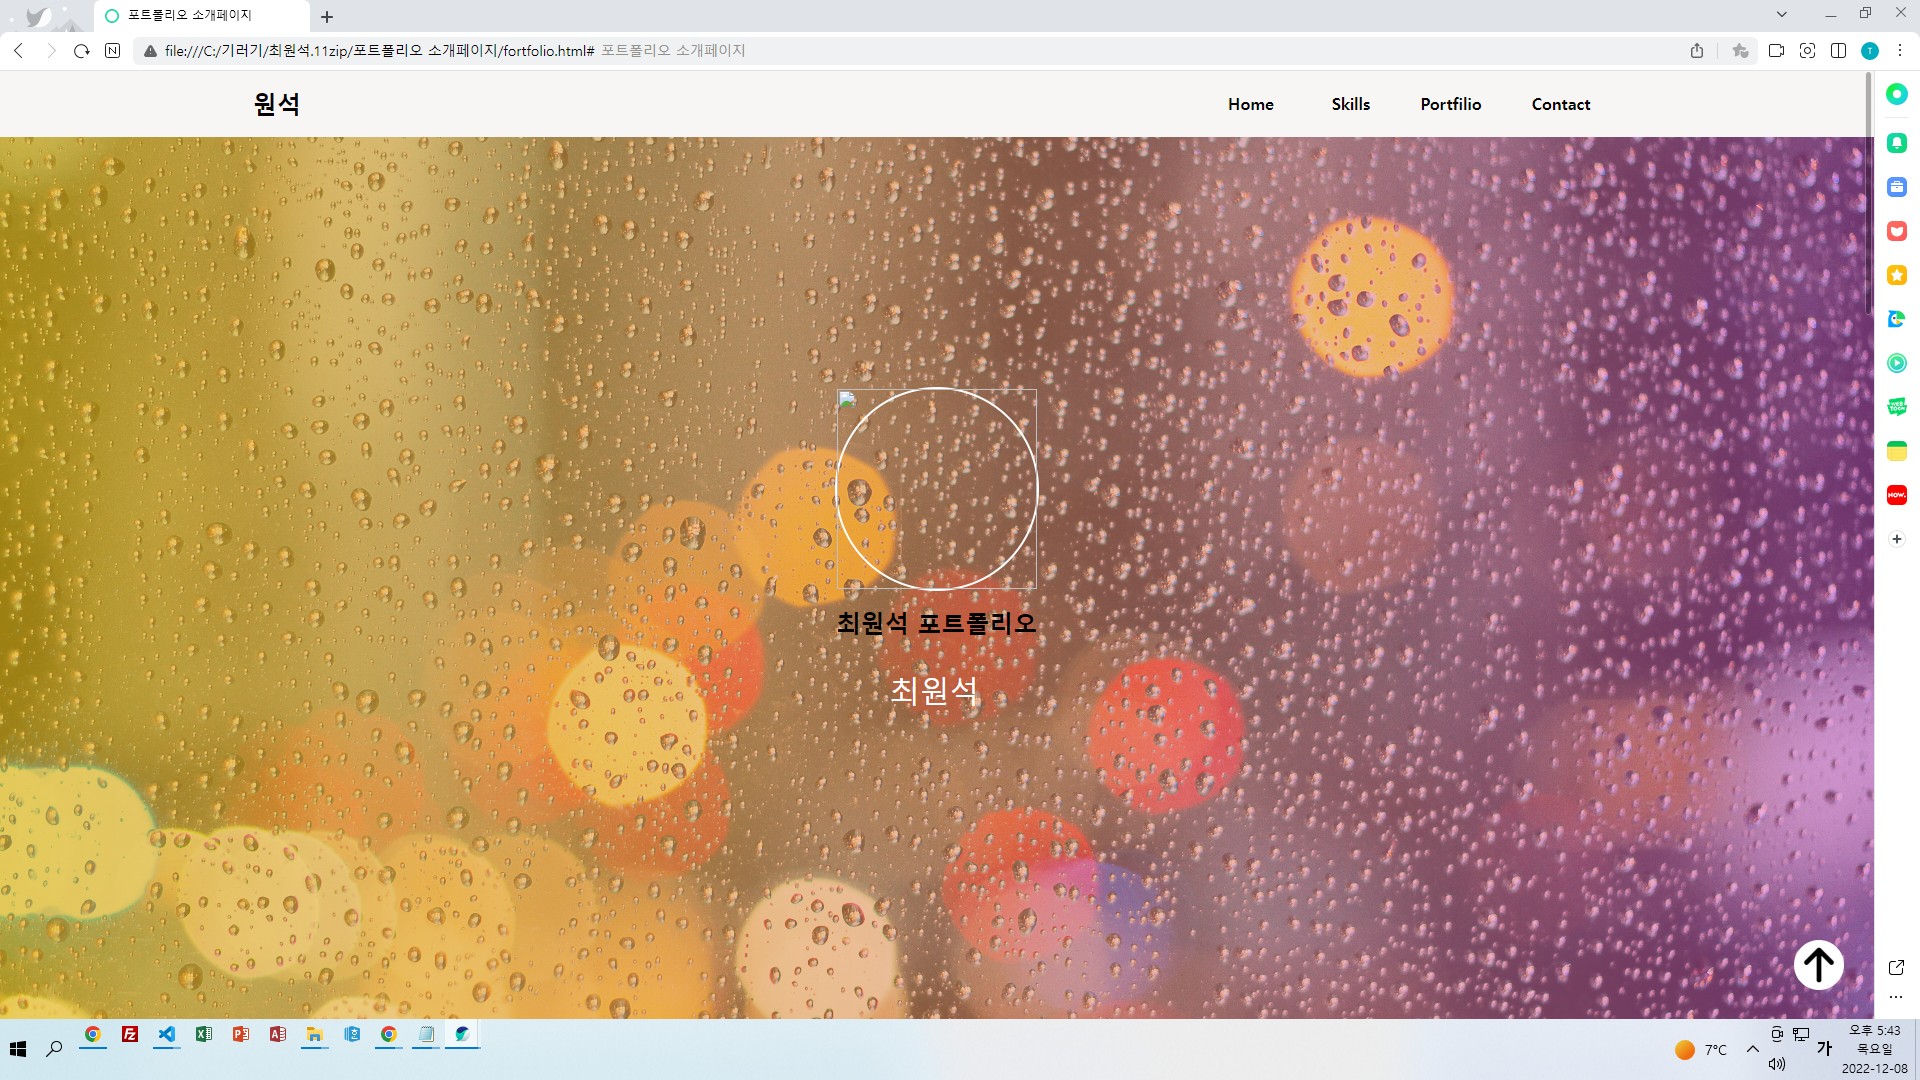 포트폴리오 소개페이지
file:///C:/기러기/최원석.11zip/포트폴리오 소개페이지/fortfolio.html# 포트폴리오 소개페이지
원석
Home
Skills
Portfilio
Contact
최원석 포트폴리오
최원석
NOW.
7°C
가
오후 5:43
목요일
2022-12-08